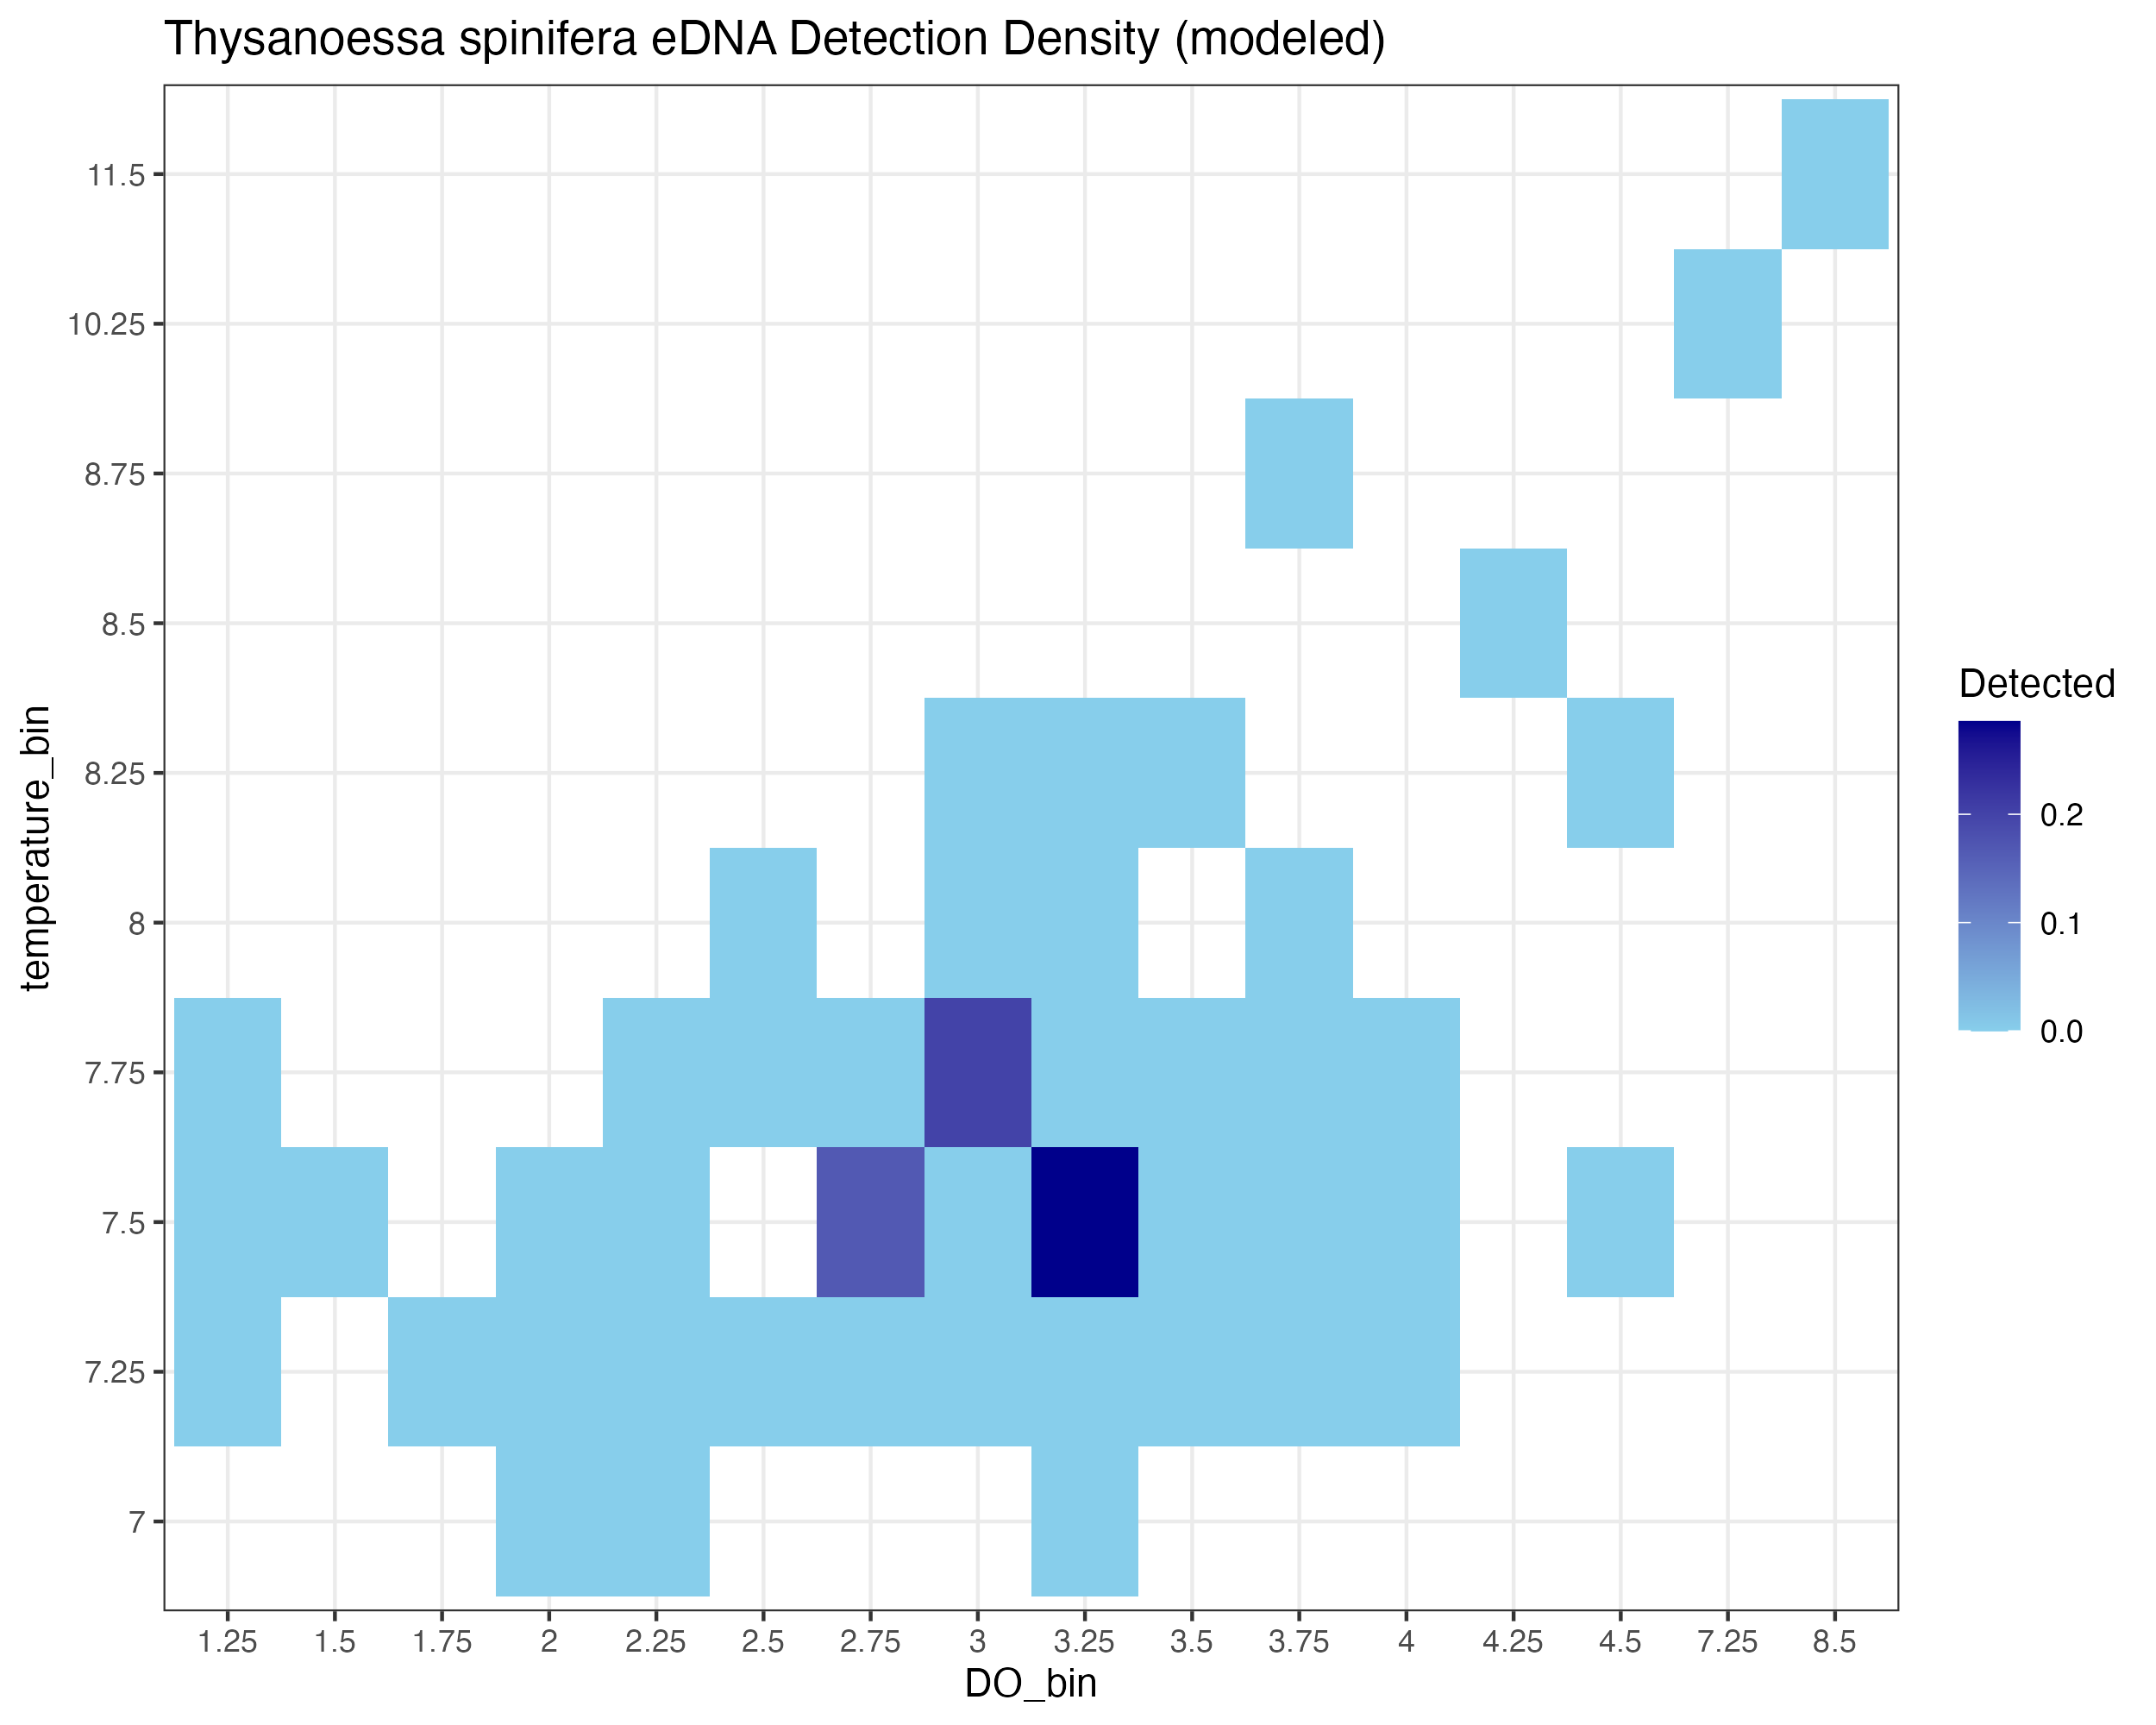 Thysanoessa spinifera eDNA Detection Density (modeled)
11.5
10.25
8.75
8.5
8.25
8
7.75
7.5
7.25
7
temperature_bin
1.25 1.5 1.75 2 2.25 2.5 2.75 3 3.25 3.5 3.75 4 4.25 4.5 7.25 8.5
DO_bin
Detected
0.2
0.1
0.0